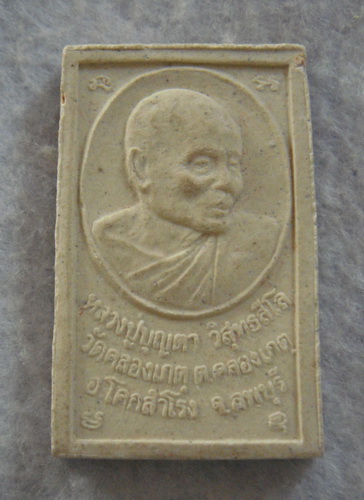 หลวงปู่บุญตา วิสุทธสีโล
วัดคลองเกตุ ต.คลองเกตุ
อ.โคกสำโรง จ.ลพบุรี